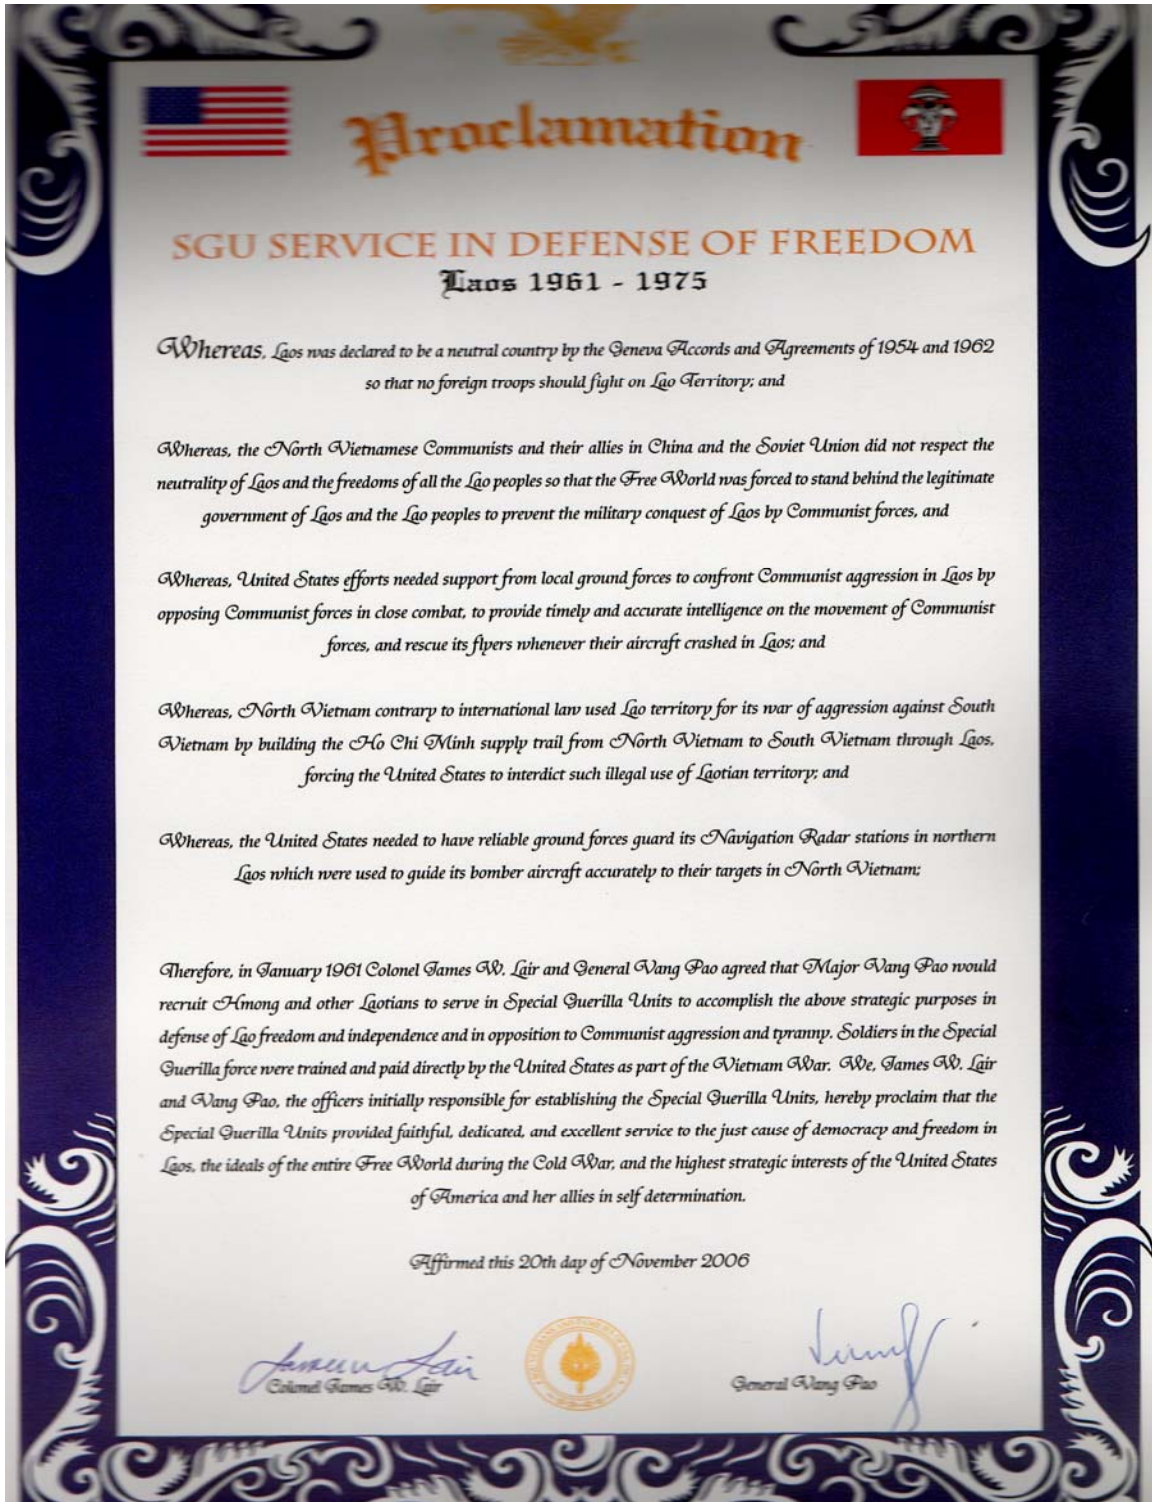 Proclamation
SGU SERVICE IN DEFENSE OF FREEDOM
Laos 1961 - 1975
Whereas, Laos was declared to be a neutral country by the Geneva Accords and Agreements of 1954 and 1962
so that no foreign troops should fight on Lao Territory; and
Whereas, the North Vietnamese Communists and their allies in China and the Soviet Union did not respect the
neutrality of Laos and the freedoms of all the Lao peoples so that the Free World was forced to stand behind the legitimate
government of Laos and the Lao peoples to prevent the military conquest of Laos by Communist forces, and
Whereas, United States efforts needed support from local ground forces to confront Communist aggression in Laos by
opposing Communist forces in close combat, to provide timely and accurate intelligence on the movement of Communist
forces, and rescue its flyers whenever their aircraft crashed in Laos; and
Whereas, North Vietnam contrary to international law used Lao territory for its war of aggression against South
Vietnam by building the Ho Chi Minh supply trail from North Vietnam to South Vietnam through Laos,
forcing the United States to interdict such illegal use of Laotian territory; and
Whereas, the United States needed to have reliable ground forces guard its Navigation Radar stations in northern
Laos which were used to guide its bomber aircraft accurately to their targets in North Vietnam;
Therefore, in January 1961 Colonel James W. Lair and General Vang Pao agreed that Major Vang Pao would
recruit Hmong and other Laotians to serve in Special Guerilla Units to accomplish the above strategic purposes in
defense of Lao freedom and independence and in opposition to Communist aggression and tyranny. Soldiers in the Special
Guerilla force were trained and paid directly by the United States as part of the Vietnam War. We, James W. Lair
and Vang Pao, the officers initially responsible for establishing the Special Guerilla Units, hereby proclaim that the
Special Guerilla Units provided faithful, dedicated, and excellent service to the just cause of democracy and freedom in
Laos, the ideals of the entire Free World during the Cold War, and the highest strategic interests of the United States
of America and her allies in self determination.
Affirmed this 20th day of November 2006
Colonel James W. Lair
General Vang Pao